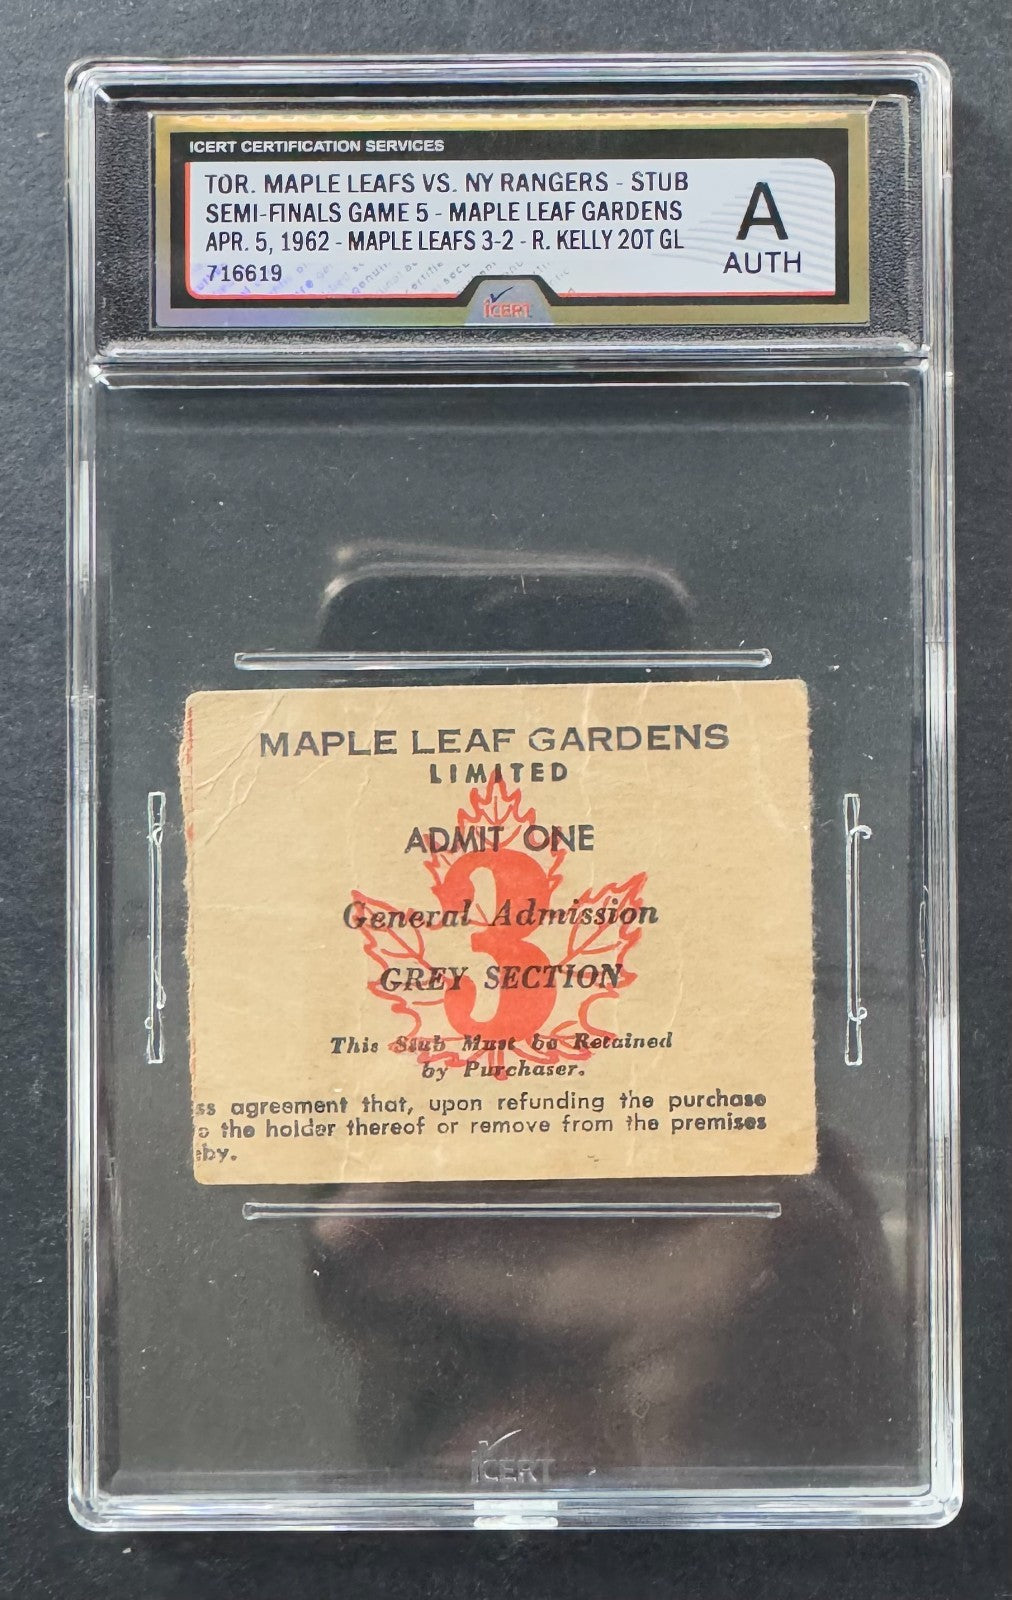 ICERT CERTIFICATION SERVICES
TOR. MAPLE LEAFS VS. NY RANGERS - STUB
SEMI-FINALS GAME 5 - MAPLE LEAF GARDENS
APR. 5, 1962 - MAPLE LEAFS 3-2 - R. KELLY 2OT GL
716619
A
AUTH
iCERT
MAPLE LEAF GARDENS
LIMITED
ADMIT ONE
3
General Admission
GREY SECTION
This Stub Must be Retained
by Purchaser.
ss agreement that, upon refunding the purchase
o the holder thereof or remove from the premises
eby.
iCERT